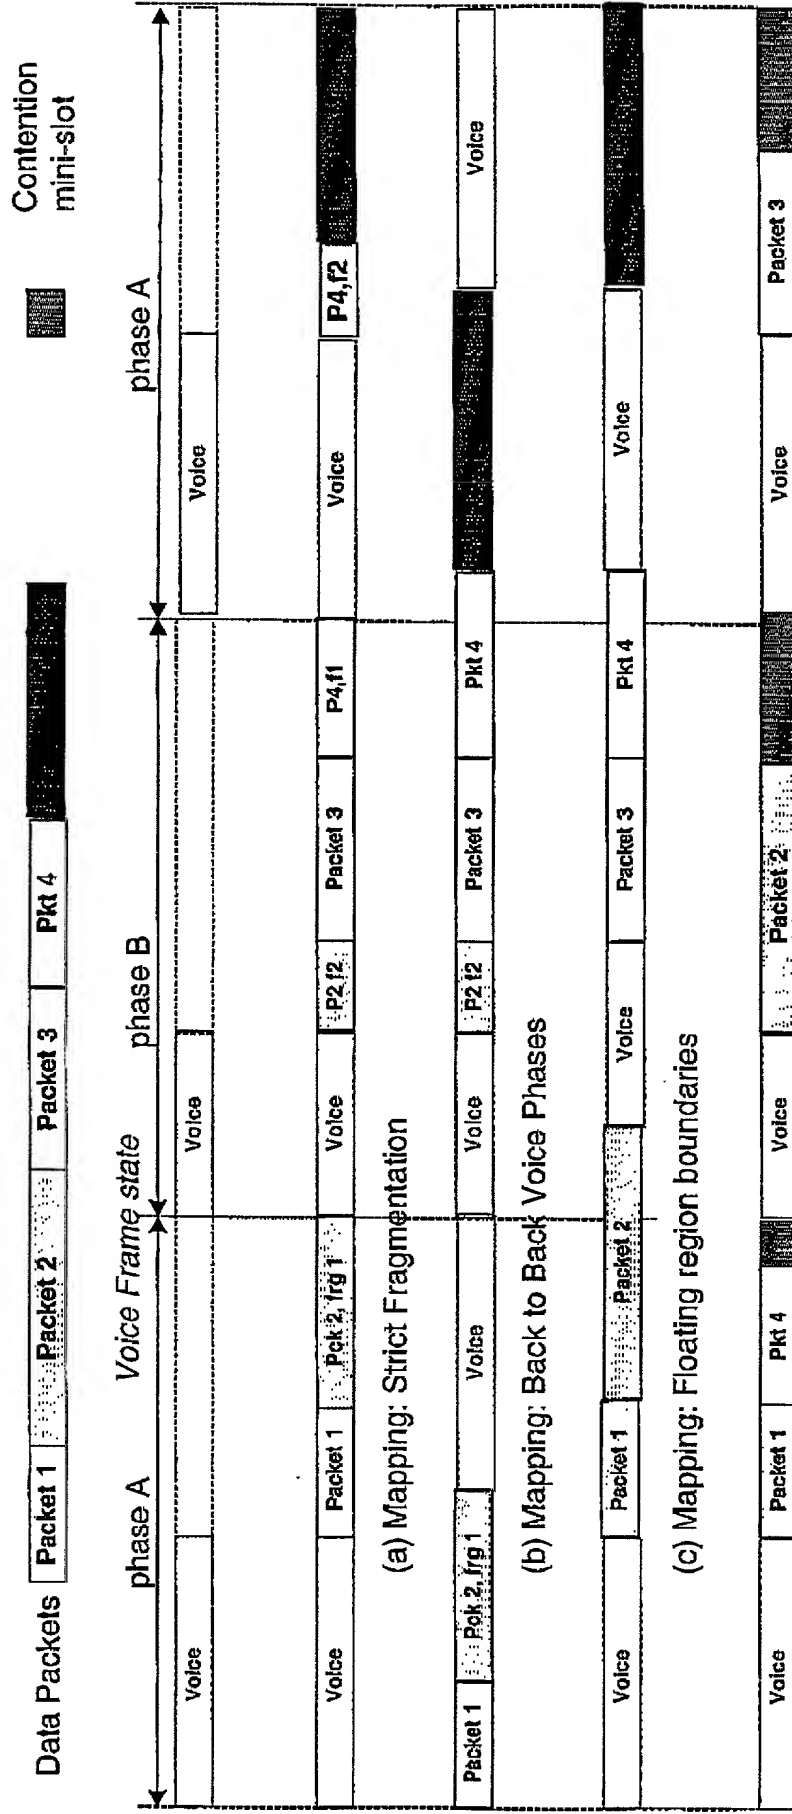 Contention
mini-slot
Data Packets Packet 1 Packet 2 Packet 3 Pkt 4
Voice Frame state
phase A phase B phase A
Voice Voice Voice
Voice Packet 1 Pck 2, frg 1 Voice P2 f2 Packet 3 P4,f1 Voice P4,f2
(a) Mapping: Strict Fragmentation
Packet 1 Pck 2, frg 1 Voice Voice P2 f2 Packet 3 Pkt 4 Voice
(b) Mapping: Back to Back Voice Phases
Voice Packet 1 Packet 2 Voice Packet 3 Pkt 4 Voice
(c) Mapping: Floating region boundaries
Voice Packet 1 Pkt 4 Voice Packet 2 Voice Packet 3